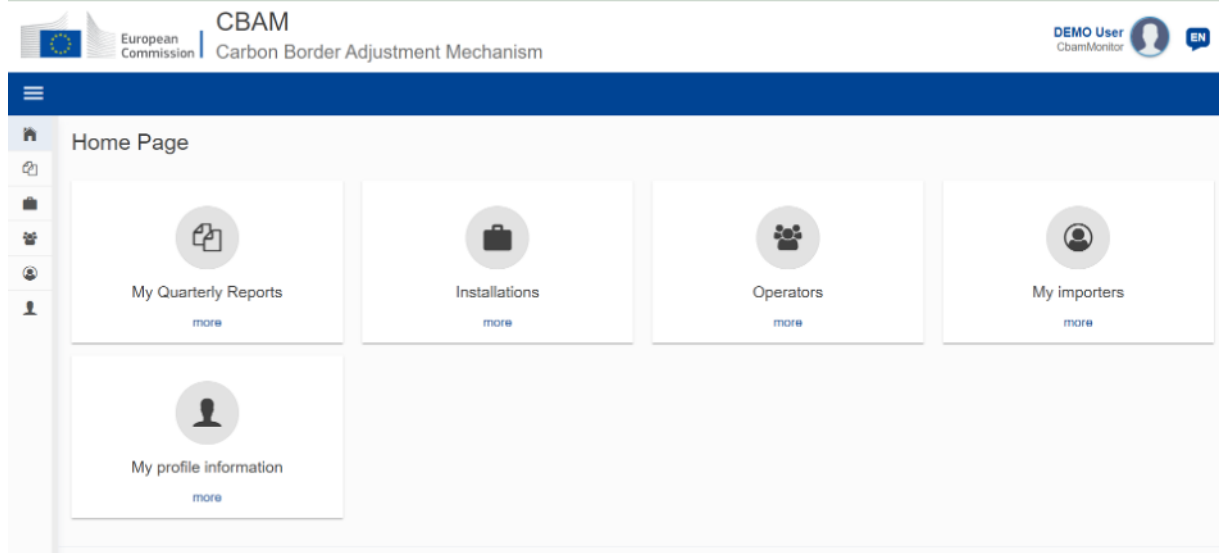 European
Commission
CBAM
Carbon Border Adjustment Mechanism
DEMO User
CbamMonitor
EN
Home Page
My Quarterly Reports
more
Installations
more
Operators
more
My importers
more
My profile information
more